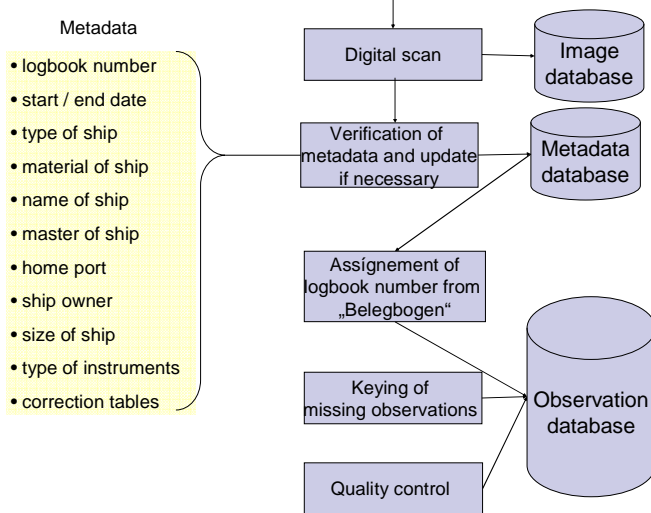 Metadata
• logbook number
• start / end date
• type of ship
• material of ship
• name of ship
• master of ship
• home port
• ship owner
• size of ship
• type of instruments
• correction tables
Digital scan
Image
database
Verification of
metadata and update
if necessary
Metadata
database
Assígnement of
logbook number from
„Belegbogen“
Keying of
missing observations
Observation
database
Quality control